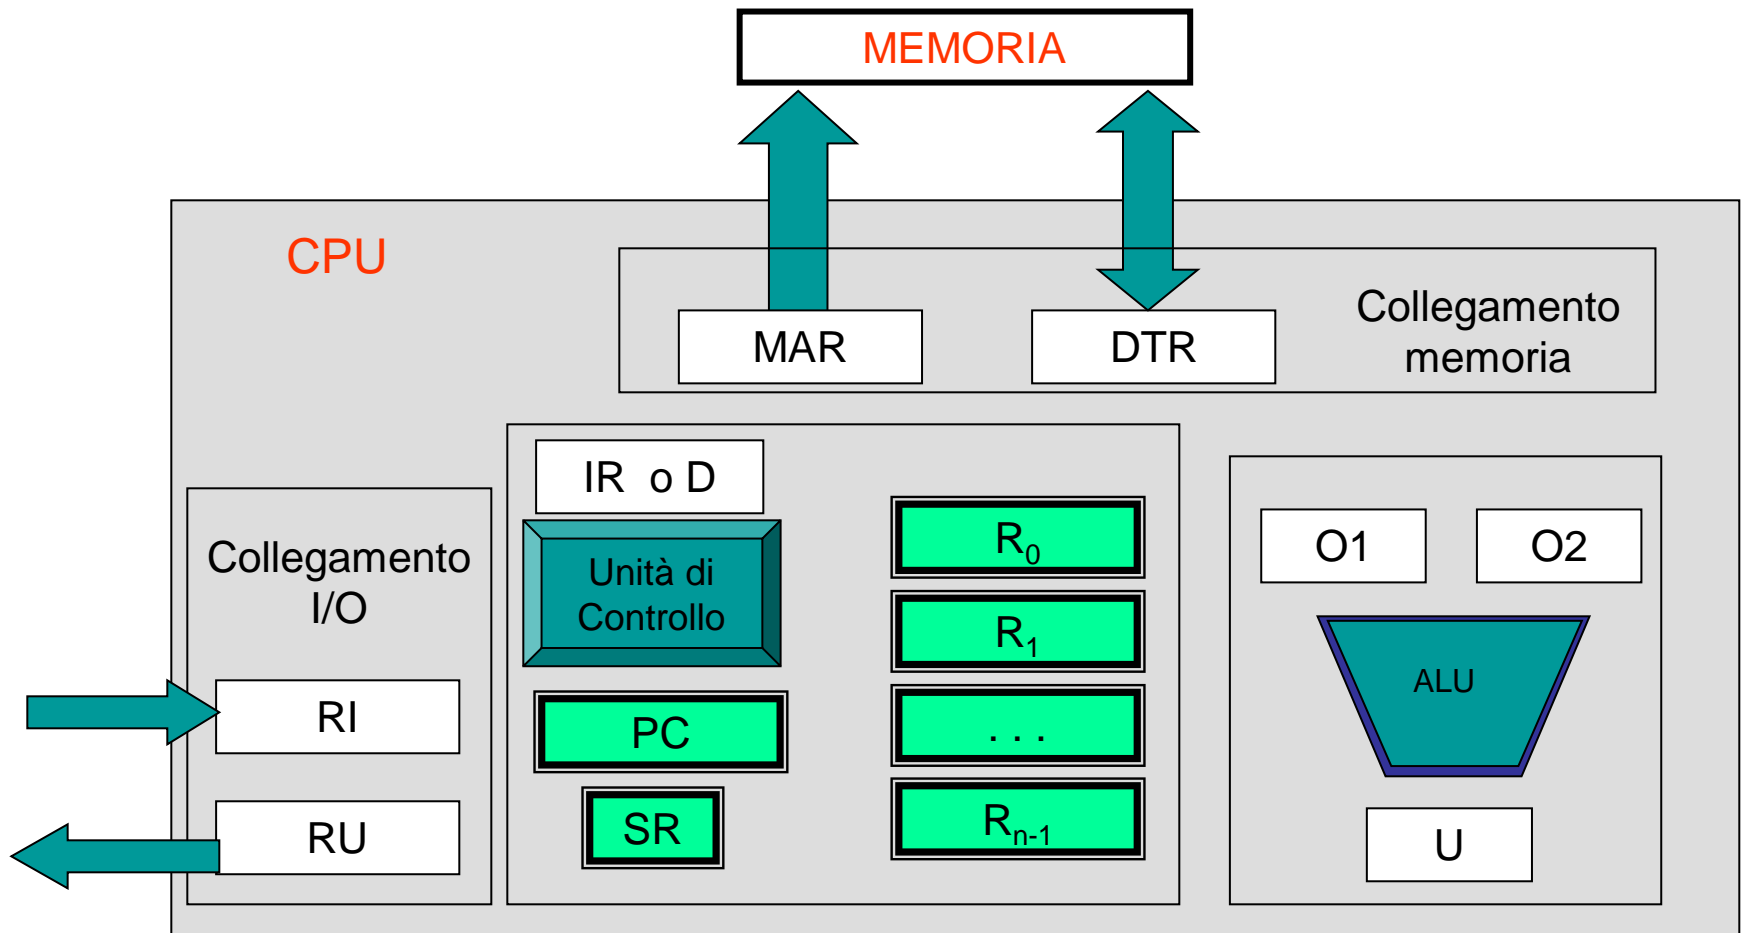 MEMORIA
CPU
MAR
DTR
Collegamento
memoria
IR o D
Unità di
Controllo
PC
SR
R0
R1
. . .
Rn-1
O1
O2
ALU
U
Collegamento
I/O
RI
RU